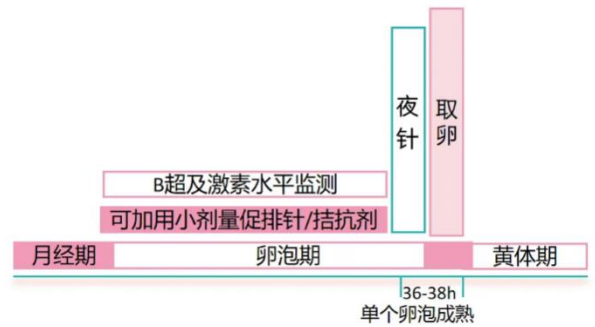 夜针
取卵
B超及激素水平监测
可加用小剂量促排针/拮抗剂
月经期
卵泡期
黄体期
36-38h
单个卵泡成熟